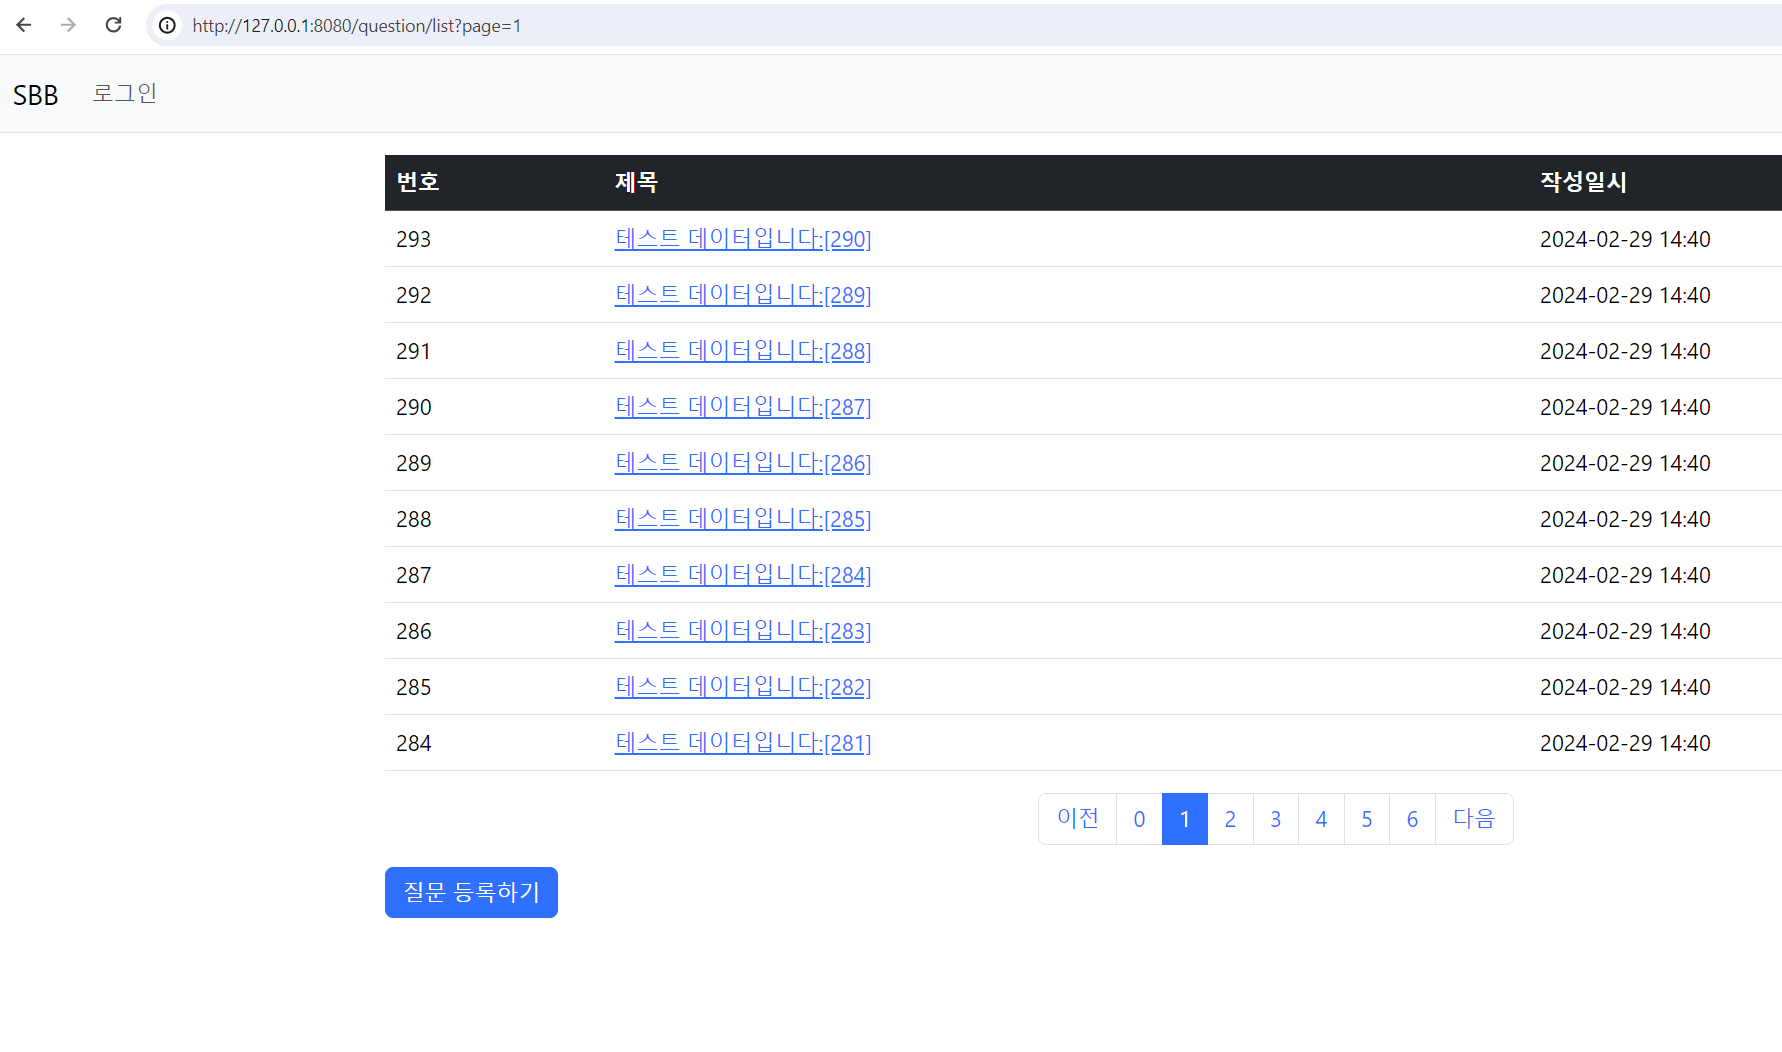 http://127.0.0.1:8080/question/list?page=1
SBB 로그인
번호 제목 작성일시
293 테스트 데이터입니다:[290] 2024-02-29 14:40
292 테스트 데이터입니다:[289] 2024-02-29 14:40
291 테스트 데이터입니다:[288] 2024-02-29 14:40
290 테스트 데이터입니다:[287] 2024-02-29 14:40
289 테스트 데이터입니다:[286] 2024-02-29 14:40
288 테스트 데이터입니다:[285] 2024-02-29 14:40
287 테스트 데이터입니다:[284] 2024-02-29 14:40
286 테스트 데이터입니다:[283] 2024-02-29 14:40
285 테스트 데이터입니다:[282] 2024-02-29 14:40
284 테스트 데이터입니다:[281] 2024-02-29 14:40
이전 0 1 2 3 4 5 6 다음
질문 등록하기